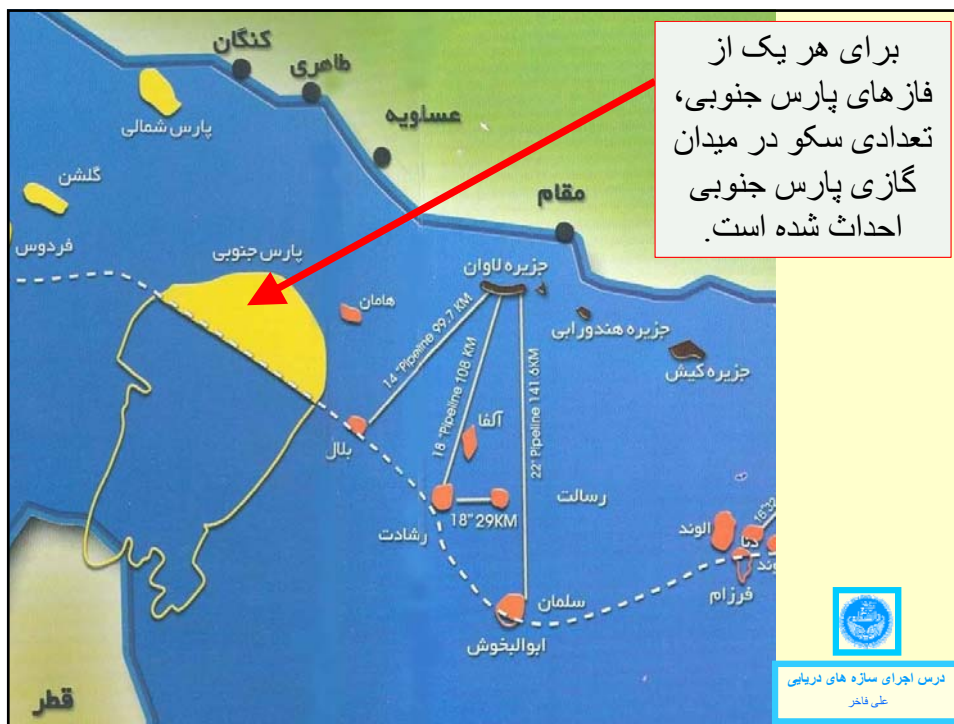 برای هر یک از
فازهای پارس جنوبی،
تعدادی سکو در میدان
گازی پارس جنوبی
احداث شده است.
کنگان
طاهری
عسلویه
مقام
پارس شمالی
گلشن
فردوس
پارس جنوبی
هامان
جزیره لاوان
جزیره هندورابی
جزیره کیش
14 "Pipeline 99.7 KM
18 "Pipeline 108 KM
22" Pipeline 141.6KM
بلال
آلفا
رسالت
18" 29KM
رشادت
الوند
دنا
وند
فرزام
سلمان
ابوالبخوش
قطر
درس اجرای سازه های دریایی
علی فاخر